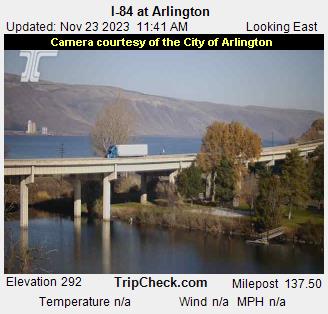 I-84 at Arlington
Updated: Nov 23 2023 11:41 AM Looking East
Camera courtesy of the City of Arlington
Elevation 292 TripCheck.com Milepost 137.50
Temperature n/a Wind n/a MPH n/a